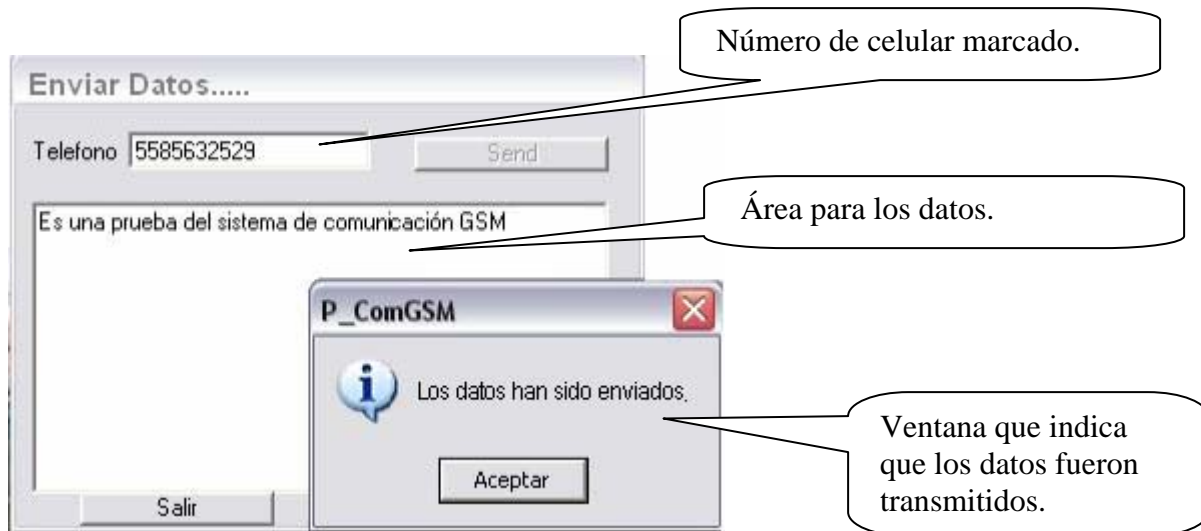 Número de celular marcado.
Enviar Datos.....
Telefono 5585632529 Send
Es una prueba del sistema de comunicación GSM
Área para los datos.
P_ComGSM
Los datos han sido enviados.
Aceptar
Ventana que indica
que los datos fueron
transmitidos.
Salir